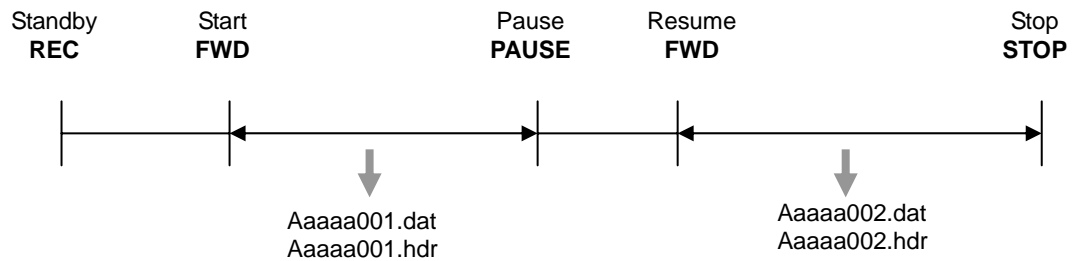 Standby Start Pause Resume Stop
REC FWD PAUSE FWD STOP
Aaaaa001.dat Aaaaa002.dat
Aaaaa001.hdr Aaaaa002.hdr